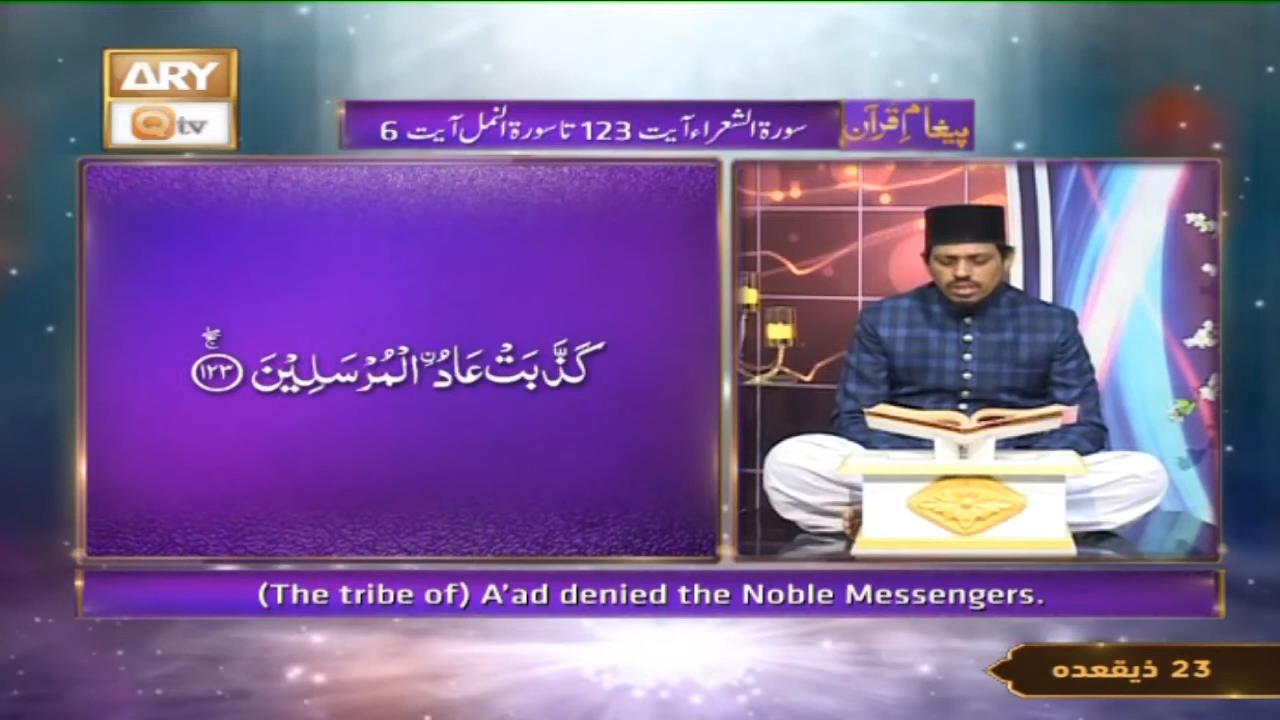 ARY
Qtv
پیغامِ قرآن
سورۃ الشعراء آیت 123 تا سورۃ النمل آیت 6
كَذَّبَتْ عَادُ ࣙالْمُرْسَلِيْنَ ۝١٢٣
(The tribe of) A'ad denied the Noble Messengers.
23 ذیقعدہ